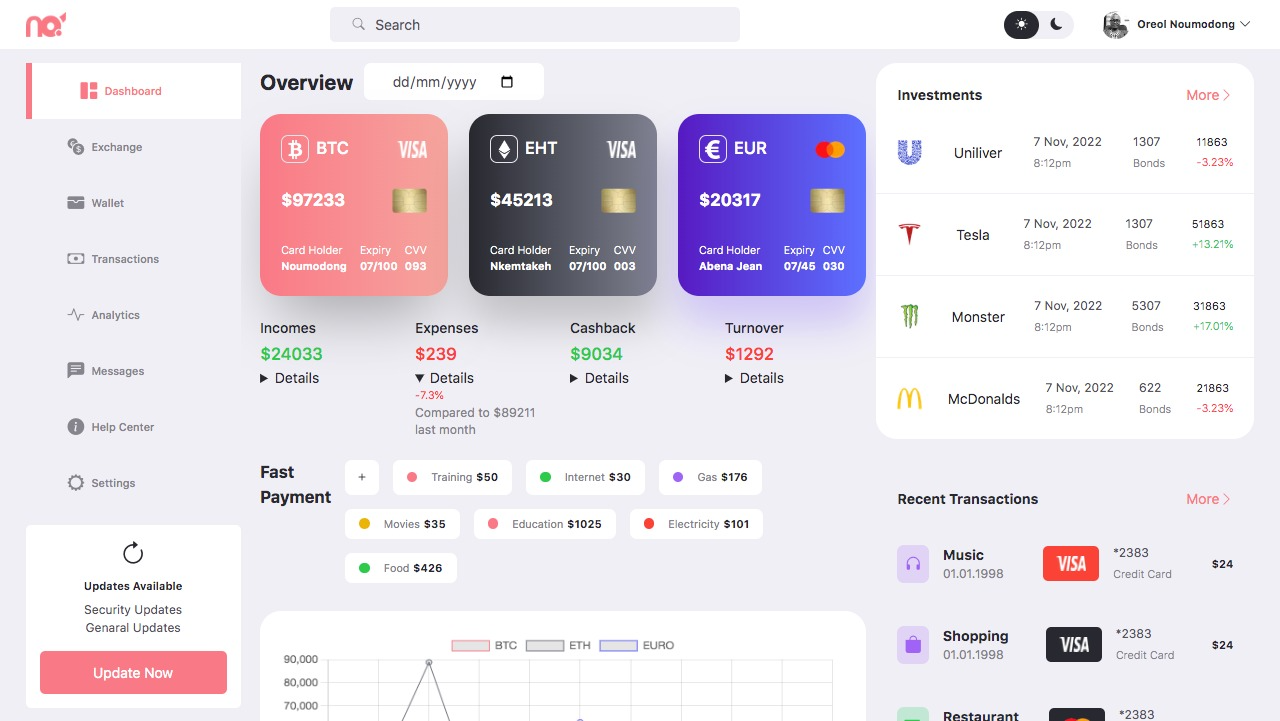 na!
Search
Oreol Noumodong
Dashboard
Exchange
Wallet
Transactions
Analytics
Messages
Help Center
Settings
Updates Available
Security Updates
Genaral Updates
Update Now
Overview
dd/mm/yyyy
BTC
VISA
$97233
Card Holder Expiry CVV
Noumodong 07/100 093
EHT
VISA
$45213
Card Holder Expiry CVV
Nkemtakeh 07/100 003
EUR
$20317
Card Holder Expiry CVV
Abena Jean 07/45 030
Incomes
$24033
Details
Expenses
$239
Details
-7.3%
Compared to $89211
last month
Cashback
$9034
Details
Turnover
$1292
Details
Fast
Payment
+
Training $50
Internet $30
Gas $176
Movies $35
Education $1025
Electricity $101
Food $426
BTC ETH EURO
90,000
80,000
70,000
Investments
More
Uniliver
7 Nov, 2022
8:12pm
1307
Bonds
11863
-3.23%
Tesla
7 Nov, 2022
8:12pm
1307
Bonds
51863
+13.21%
Monster
7 Nov, 2022
8:12pm
5307
Bonds
31863
+17.01%
McDonalds
7 Nov, 2022
8:12pm
622
Bonds
21863
-3.23%
Recent Transactions
More
Music
01.01.1998
VISA
*2383
Credit Card
$24
Shopping
01.01.1998
VISA
*2383
Credit Card
$24
Restaurant
*2383